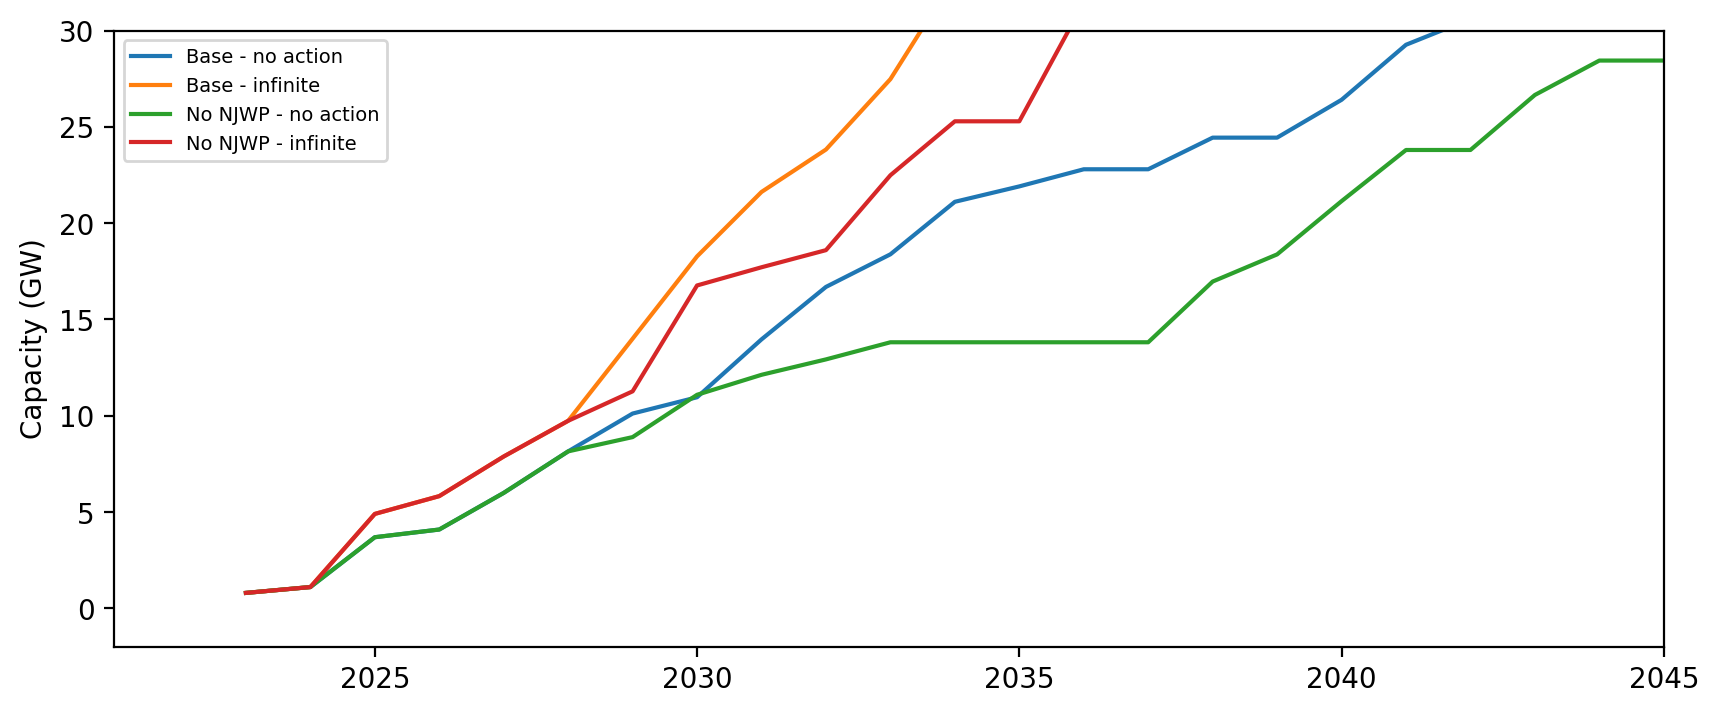 30
25
20
15
10
5
0
Capacity (GW)
Base - no action
Base - infinite
No NJWP - no action
No NJWP - infinite
2025 2030 2035 2040 2045